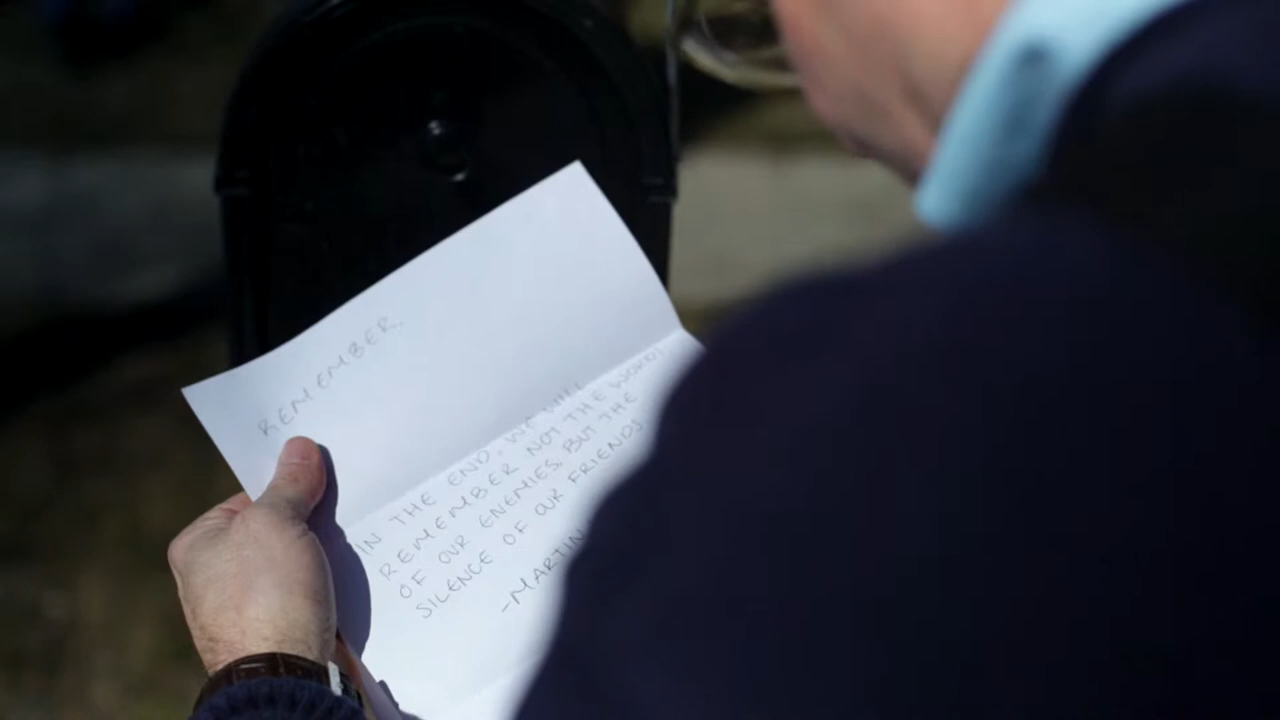 REMEMBER.
IN THE END, WE WILL
REMEMBER NOT THE WORDS
OF OUR ENEMIES, BUT THE
SILENCE OF OUR FRIENDS
-MARTIN